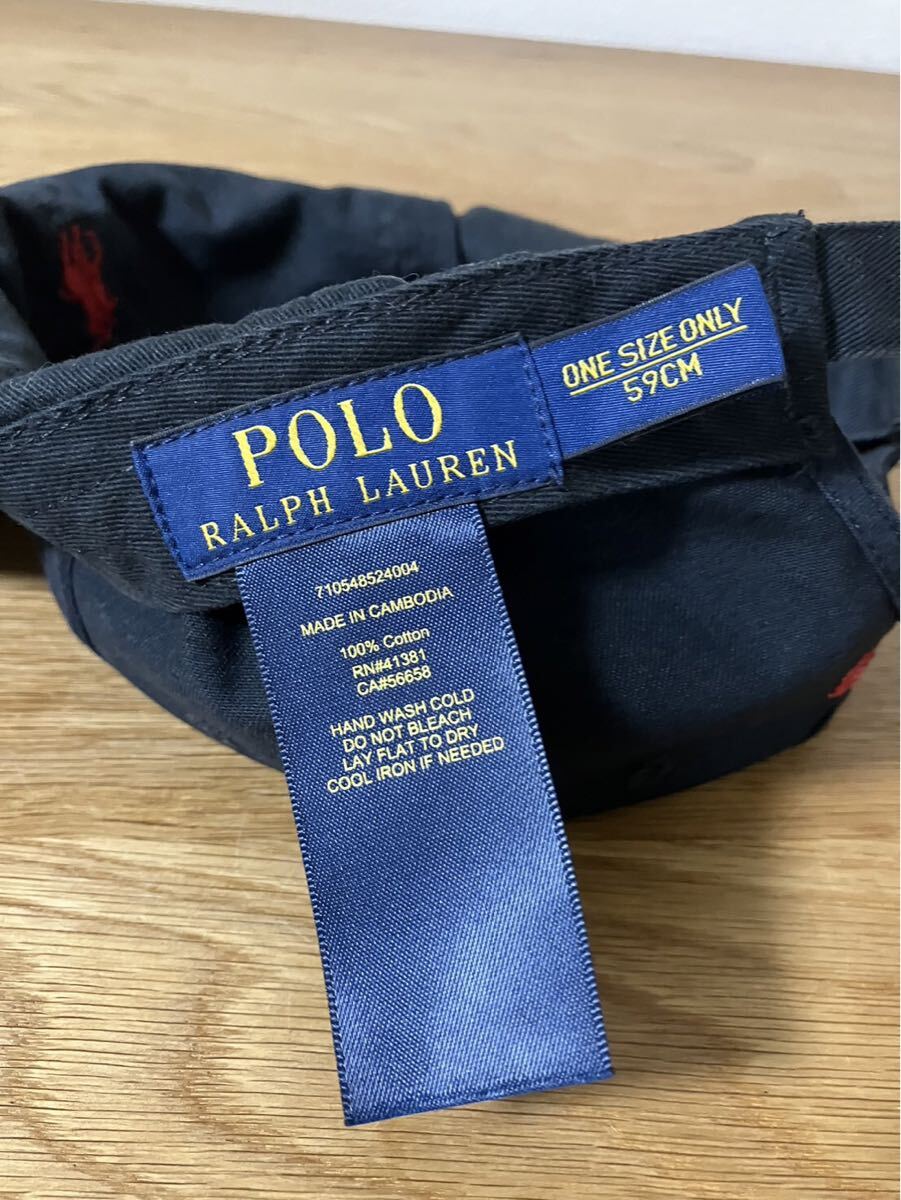 POLO
RALPH LAUREN
ONE SIZE ONLY
59CM
710548524004
MADE IN CAMBODIA
100% Cotton
RN#41381
CA#56658
HAND WASH COLD
DO NOT BLEACH
LAY FLAT TO DRY
COOL IRON IF NEEDED